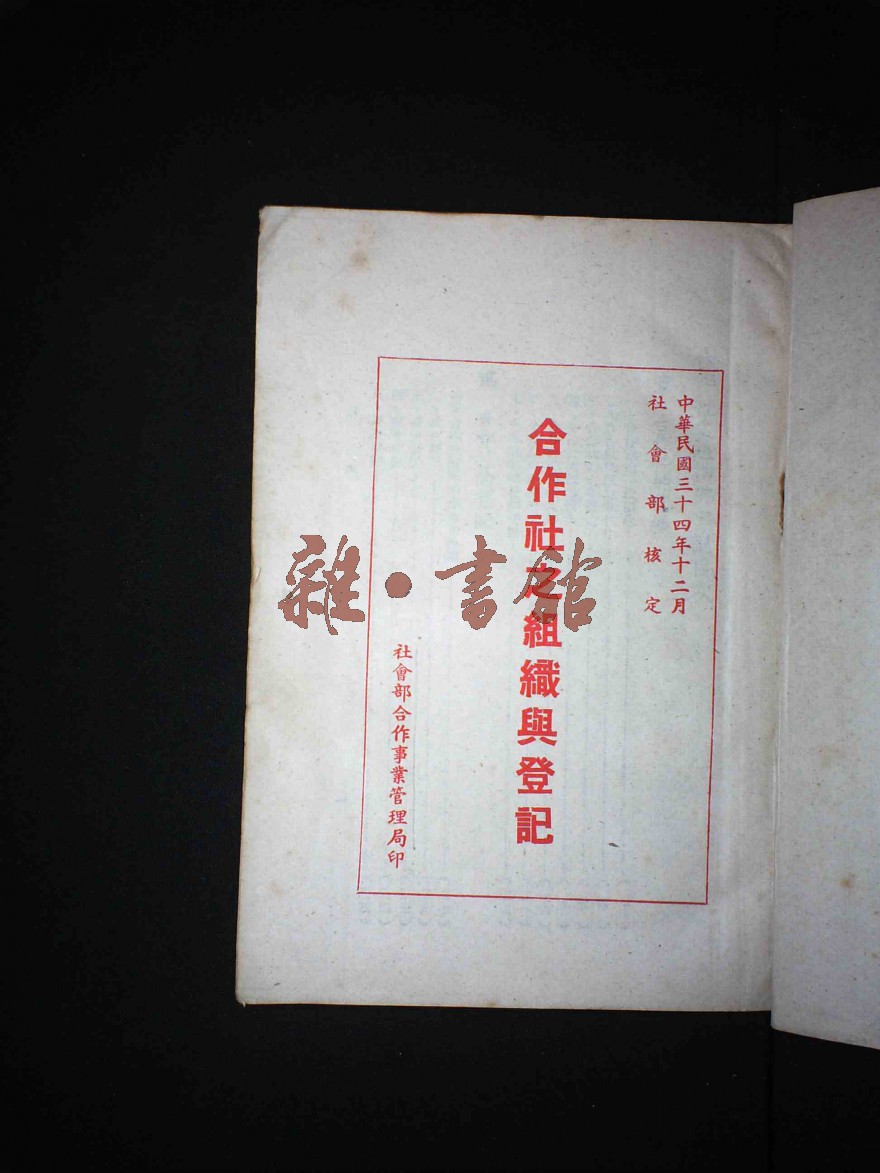 中華民國三十四年十二月
社會部核定
合作社之組織與登記
社會部合作事業管理局印
雜·書館